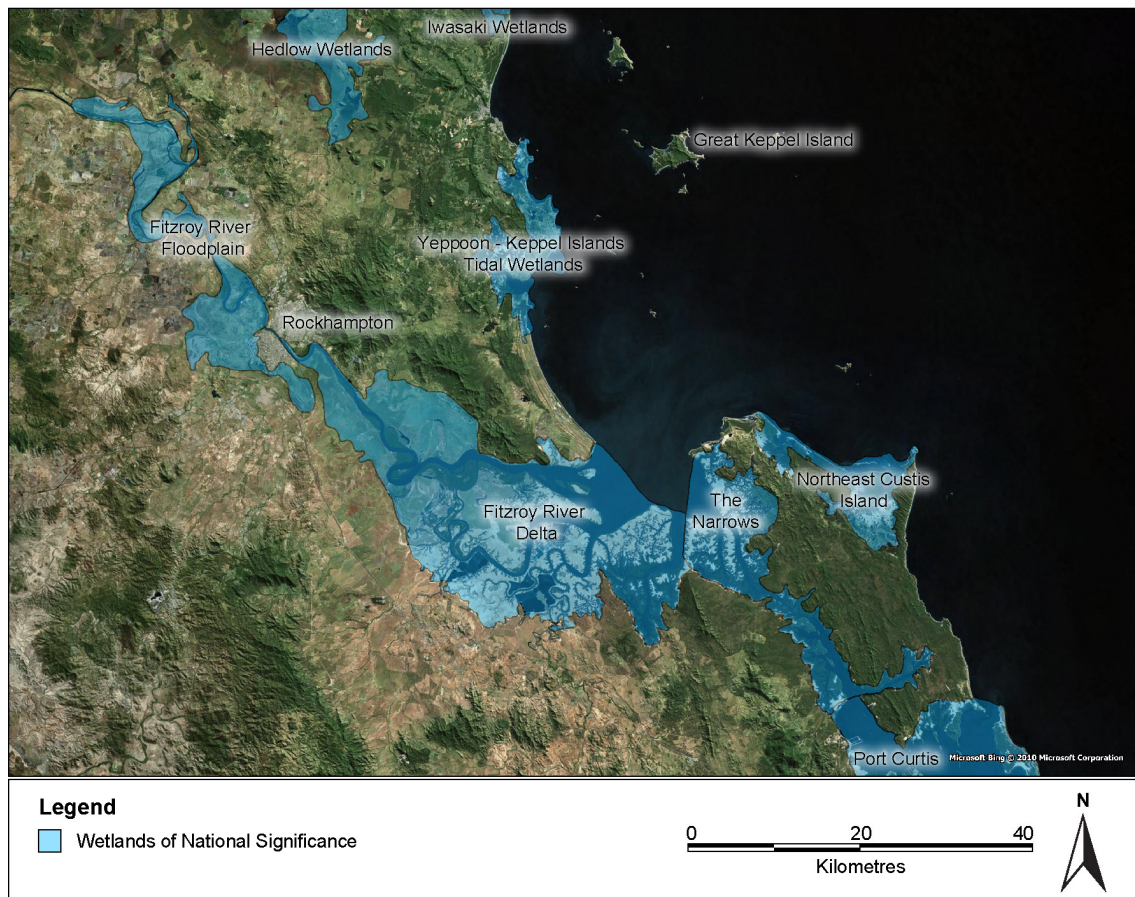 Iwasaki Wetlands
Hedlow Wetlands
Great Keppel Island
Fitzroy River
Floodplain
Yeppoon - Keppel Islands
Tidal Wetlands
Rockhampton
Northeast Custis
Island
The
Narrows
Fitzroy River
Delta
Port Curtis
Microsoft Bing © 2010 Microsoft Corporation
Legend
Wetlands of National Significance
0 20 40
Kilometres
N